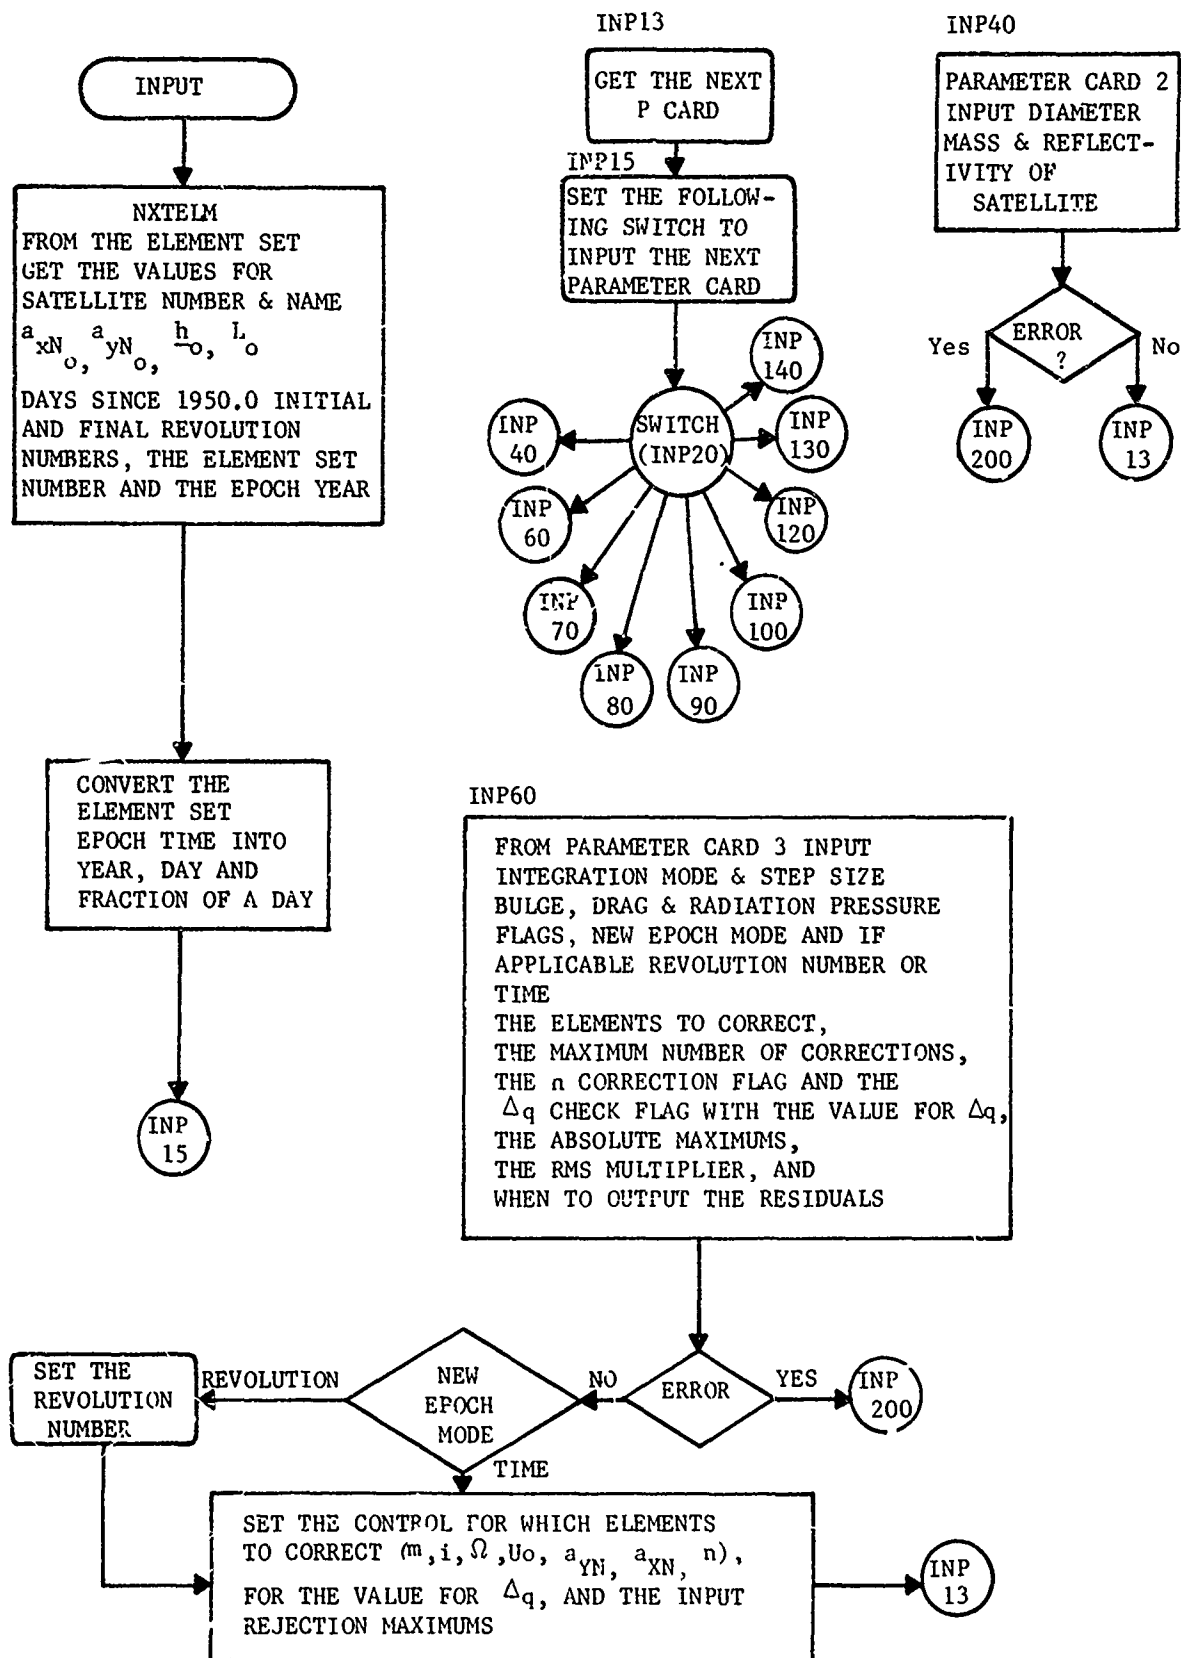 INPUT
NXTELM
FROM THE ELEMENT SET
GET THE VALUES FOR
SATELLITE NUMBER & NAME
a_xN_o, a_yN_o, h_o, L_o
DAYS SINCE 1950.0 INITIAL
AND FINAL REVOLUTION
NUMBERS, THE ELEMENT SET
NUMBER AND THE EPOCH YEAR
CONVERT THE
ELEMENT SET
EPOCH TIME INTO
YEAR, DAY AND
FRACTION OF A DAY
INP
15
INP13
GET THE NEXT
P CARD
INP15
SET THE FOLLOW-
ING SWITCH TO
INPUT THE NEXT
PARAMETER CARD
SWITCH
(INP20)
INP
40
INP
60
INP
70
INP
80
INP
90
INP
100
INP
120
INP
130
INP
140
INP40
PARAMETER CARD 2
INPUT DIAMETER
MASS & REFLECT-
IVITY OF
SATELLITE
ERROR
?
Yes
No
INP
200
INP
13
INP60
FROM PARAMETER CARD 3 INPUT
INTEGRATION MODE & STEP SIZE
BULGE, DRAG & RADIATION PRESSURE
FLAGS, NEW EPOCH MODE AND IF
APPLICABLE REVOLUTION NUMBER OR
TIME
THE ELEMENTS TO CORRECT,
THE MAXIMUM NUMBER OF CORRECTIONS,
THE n CORRECTION FLAG AND THE
Δq CHECK FLAG WITH THE VALUE FOR Δq,
THE ABSOLUTE MAXIMUMS,
THE RMS MULTIPLIER, AND
WHEN TO OUTPUT THE RESIDUALS
ERROR
YES
INP
200
NO
NEW
EPOCH
MODE
REVOLUTION
SET THE
REVOLUTION
NUMBER
TIME
SET THE CONTROL FOR WHICH ELEMENTS
TO CORRECT (m,i,Ω,Uo, a_YN, a_XN, n),
FOR THE VALUE FOR Δq, AND THE INPUT
REJECTION MAXIMUMS
INP
13